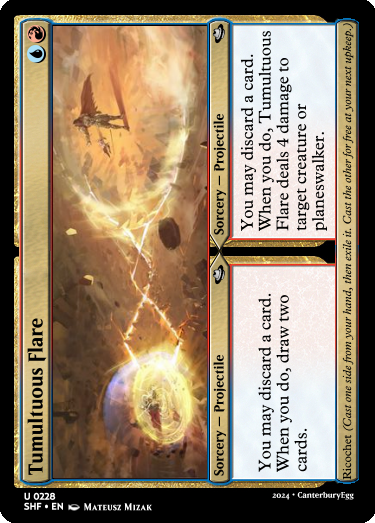 Tumultuous Flare
Sorcery — Projectile
You may discard a card.
When you do, draw two
cards.
Sorcery — Projectile
You may discard a card.
When you do, Tumultuous
Flare deals 4 damage to
target creature or
planeswalker.
Ricochet (Cast one side from your hand, then exile it. Cast the other for free at your next upkeep.)
U 0228
SHF • EN Mateusz Mizak
2024 • CanterburyEgg